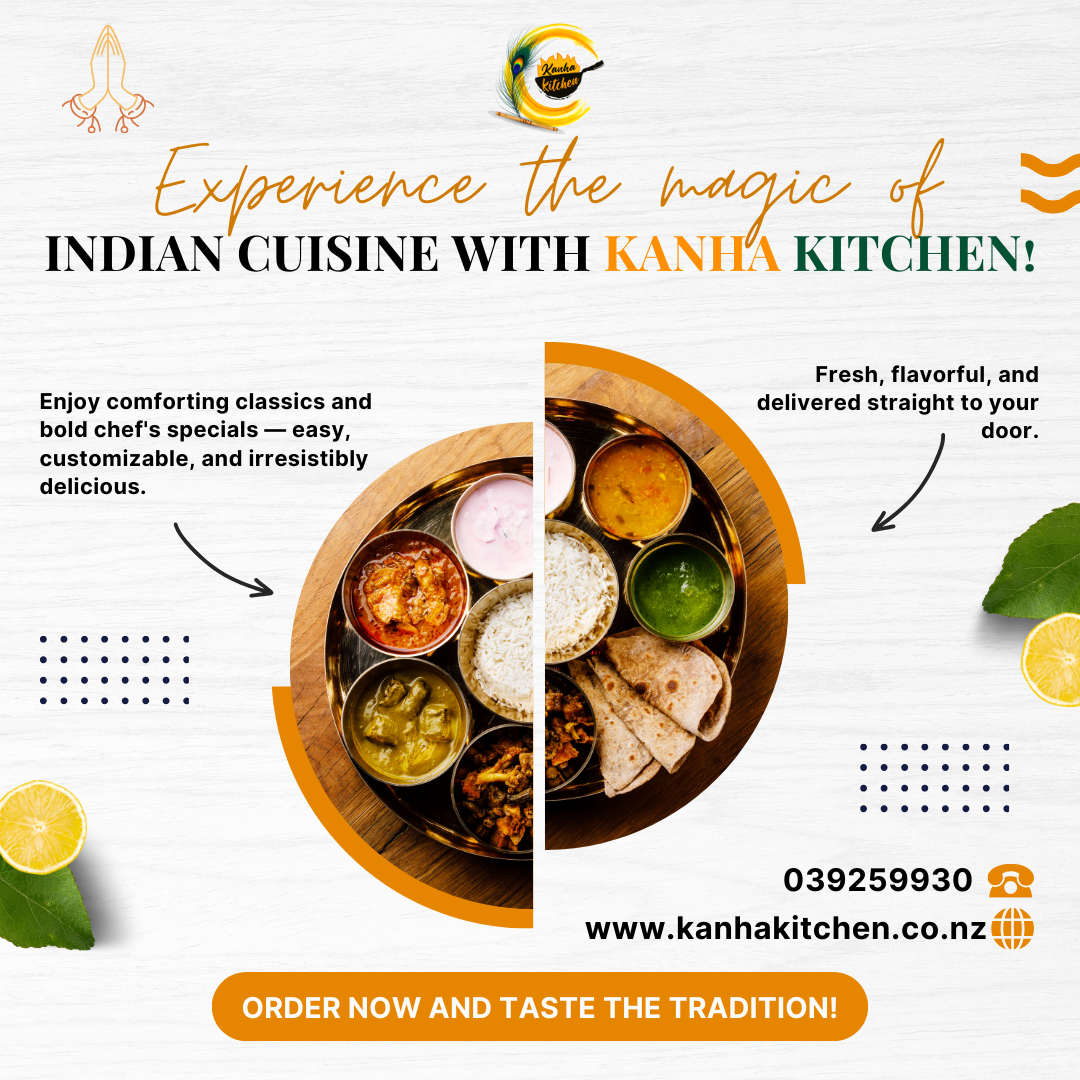 Kanha
Kitchen
Experience the magic of
INDIAN CUISINE WITH KANHA KITCHEN!
Enjoy comforting classics and
bold chef's specials — easy,
customizable, and irresistibly
delicious.
Fresh, flavorful, and
delivered straight to your
door.
039259930
www.kanhakitchen.co.nz
ORDER NOW AND TASTE THE TRADITION!